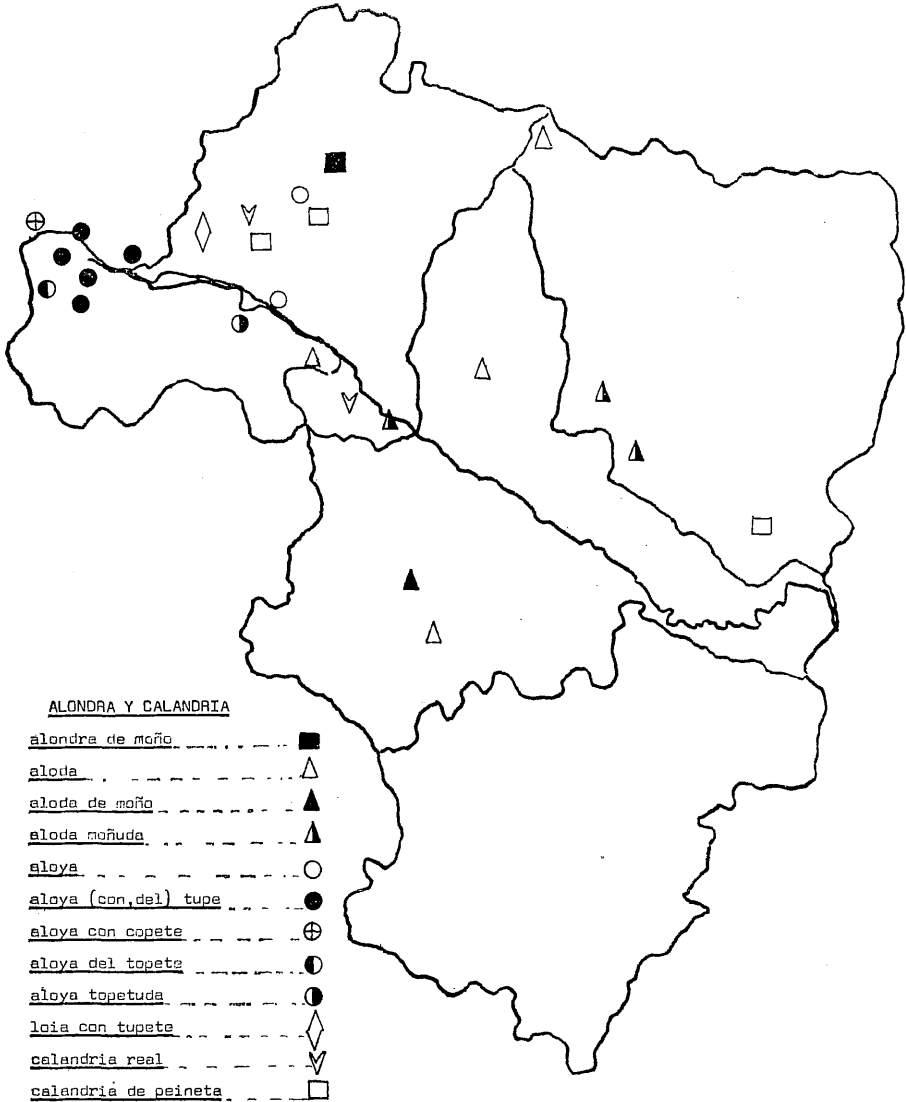 ALONDRA Y CALANDRIA
alondra de moño
aloda
aloda de moño
aloda moñuda
aloya
aloya (con,del) tupe
aloya con copete
aloya del topete
aloya topetuda
loia con tupete
calandria real
calandria de peineta